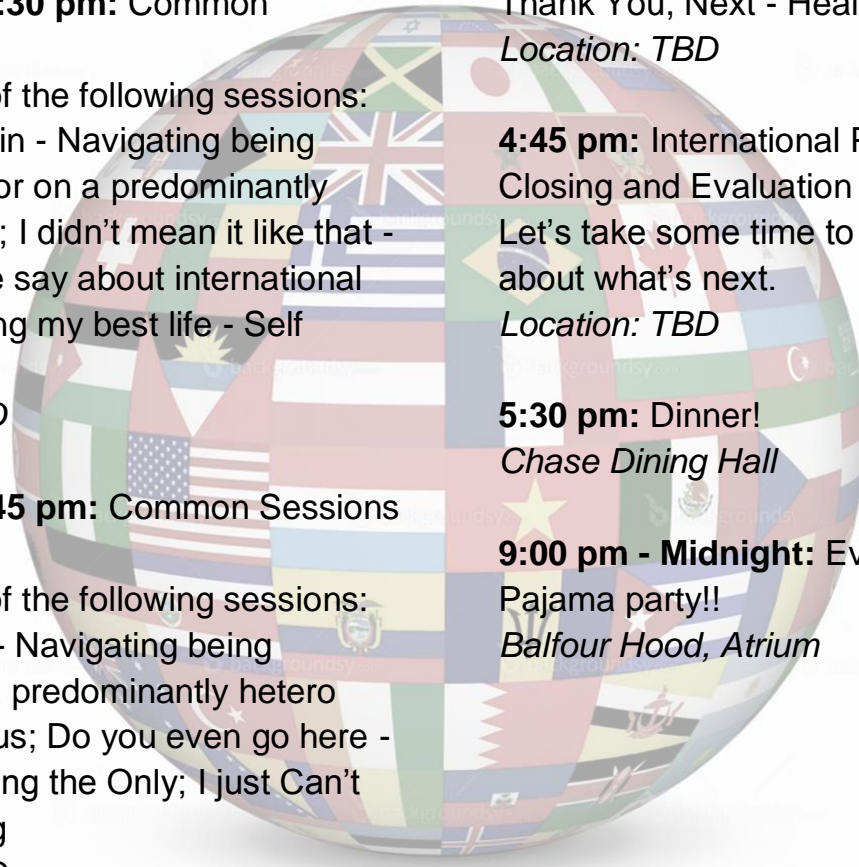 :30 pm: Common
of the following sessions:
in - Navigating being
or on a predominantly
; I didn’t mean it like that -
e say about international
ng my best life - Self
D
45 pm: Common Sessions
of the following sessions:
- Navigating being
predominantly hetero
us; Do you even go here -
ng the Only; I just Can’t
g
Thank You, Next - Heal
Location: TBD
4:45 pm: International
Closing and Evaluation
Let’s take some time to
about what’s next.
Location: TBD
5:30 pm: Dinner!
Chase Dining Hall
9:00 pm - Midnight: Ev
Pajama party!!
Balfour Hood, Atrium